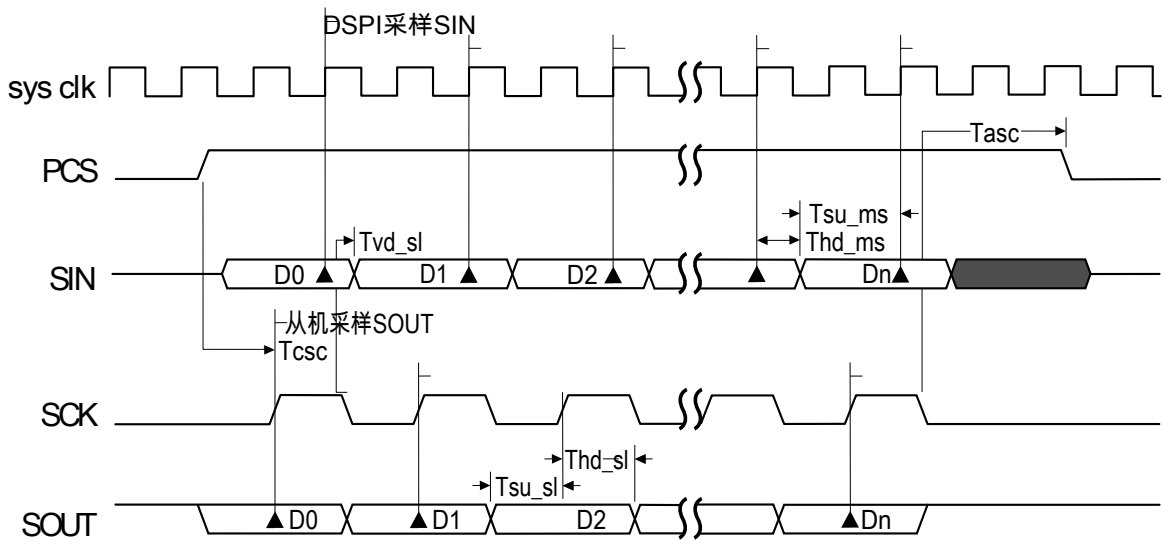 DSPI采样SIN
sys clk
Tasc
PCS
Tsu_ms
Tvd_sl
Thd_ms
SIN
D0
D1
D2
Dn
从机采样SOUT
Tcsc
SCK
Thd_sl
Tsu_sl
SOUT
D0
D1
D2
Dn